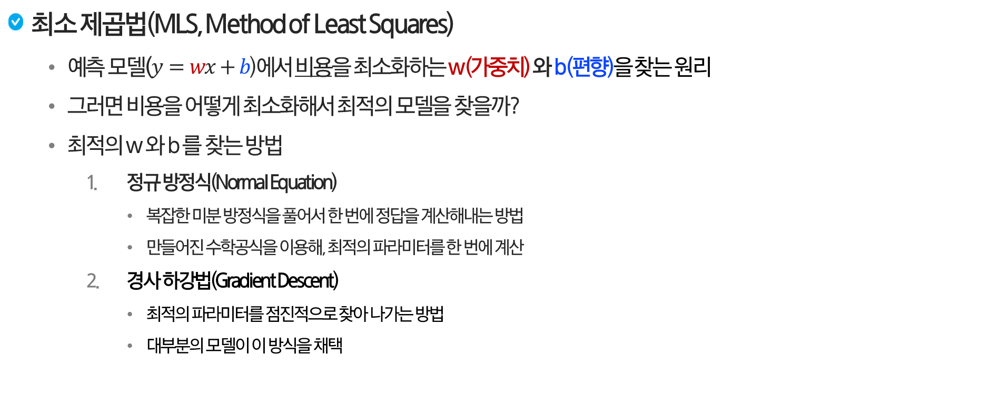 최소 제곱법(MLS, Method of Least Squares)
• 예측 모델(y = wx + b)에서 비용을 최소화하는 w(가중치) 와 b(편향)을 찾는 원리
• 그러면 비용을 어떻게 최소화해서 최적의 모델을 찾을까?
• 최적의 w 와 b 를 찾는 방법
1. 정규 방정식(Normal Equation)
• 복잡한 미분 방정식을 풀어서 한 번에 정답을 계산해내는 방법
• 만들어진 수학공식을 이용해, 최적의 파라미터를 한 번에 계산
2. 경사 하강법(Gradient Descent)
• 최적의 파라미터를 점진적으로 찾아 나가는 방법
• 대부분의 모델이 이 방식을 채택